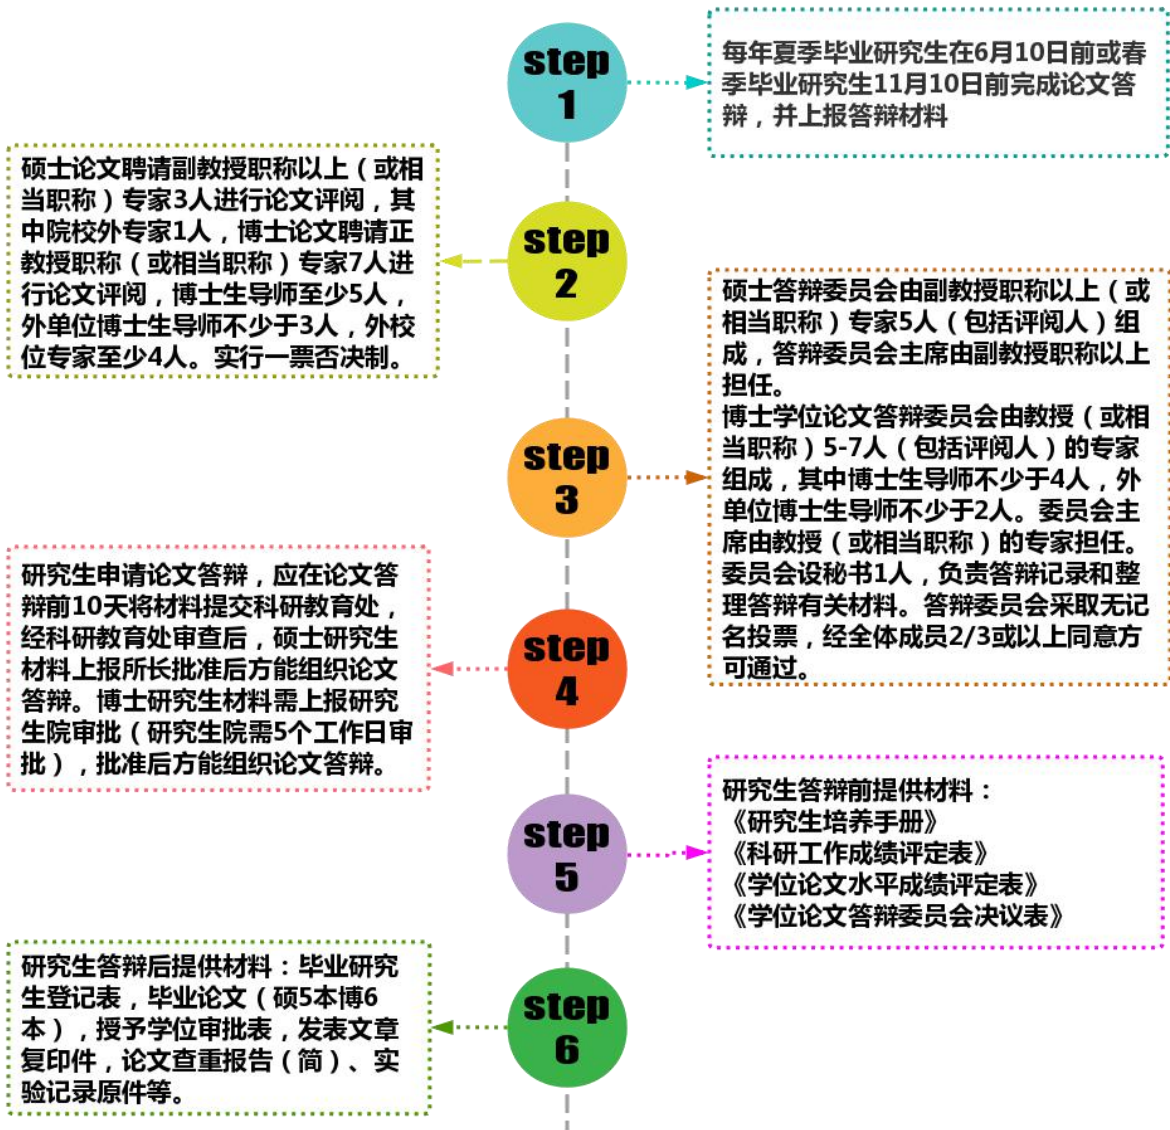 step
1
每年夏季毕业研究生在6月10日前或春
季毕业研究生11月10日前完成论文答
辩，并上报答辩材料
step
2
硕士论文聘请副教授职称以上（或相
当职称）专家3人进行论文评阅，其
中院校外专家1人，博士论文聘请正
教授职称（或相当职称）专家7人进
行论文评阅，博士生导师至少5人，
外单位博士生导师不少于3人，外校
位专家至少4人。实行一票否决制。
step
3
硕士答辩委员会由副教授职称以上（或
相当职称）专家5人（包括评阅人）组
成，答辩委员会主席由副教授职称以上
担任。
博士学位论文答辩委员会由教授（或相
当职称）5-7人（包括评阅人）的专家
组成，其中博士生导师不少于4人，外
单位博士生导师不少于2人。委员会主
席由教授（或相当职称）的专家担任。
委员会设秘书1人，负责答辩记录和整
理答辩有关材料。答辩委员会采取无记
名投票，经全体成员2/3或以上同意方
可通过。
step
4
研究生申请论文答辩，应在论文答
辩前10天将材料提交科研教育处，
经科研教育处审查后，硕士研究生
材料上报所长批准后方能组织论文
答辩。博士研究生材料需上报研究
生院审批（研究生院需5个工作日审
批），批准后方能组织论文答辩。
step
5
研究生答辩前提供材料：
《研究生培养手册》
《科研工作成绩评定表》
《学位论文水平成绩评定表》
《学位论文答辩委员会决议表》
step
6
研究生答辩后提供材料：毕业研究
生登记表，毕业论文（硕5本博6
本），授予学位审批表，发表文章
复印件，论文查重报告（简）、实
验记录原件等。